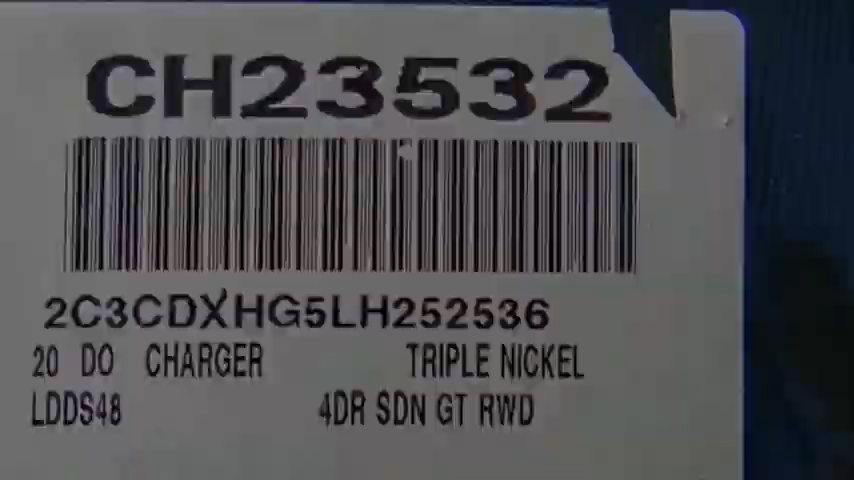 CH23532
2C3CDXHG5LH252536
20 DO CHARGER TRIPLE NICKEL
LDDS48 4DR SDN GT RWD